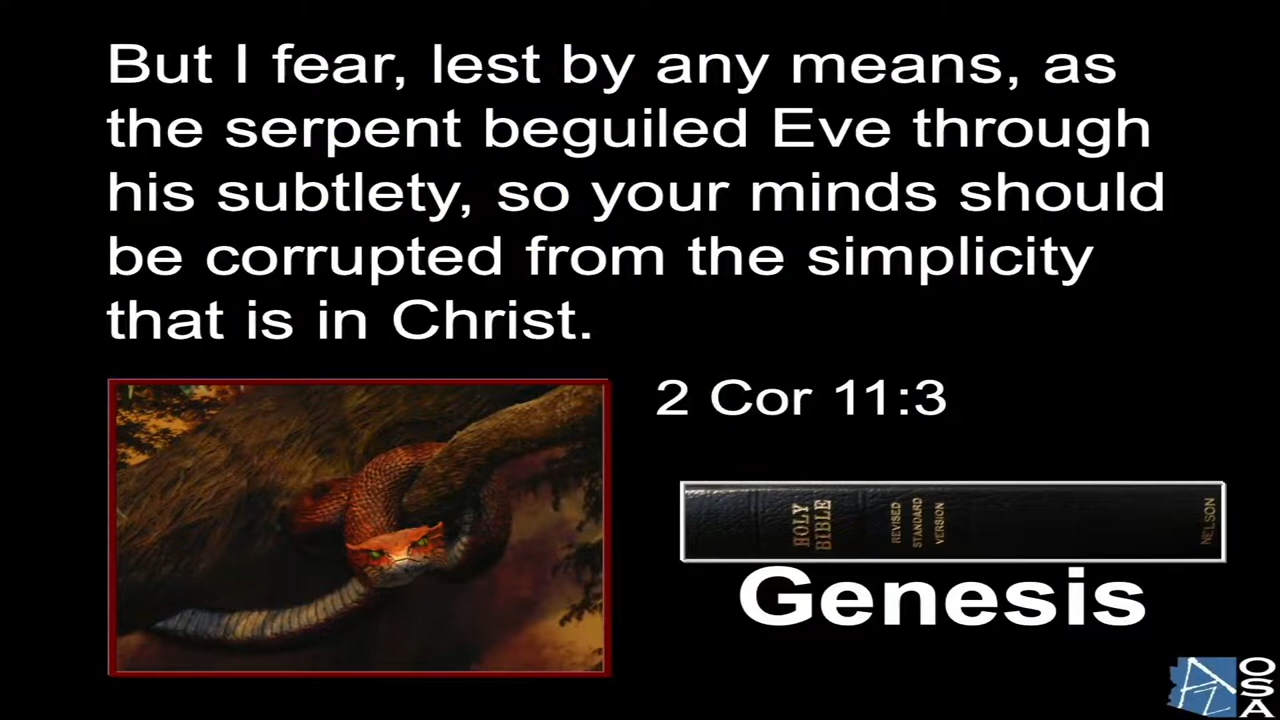 But I fear, lest by any means, as
the serpent beguiled Eve through
his subtlety, so your minds should
be corrupted from the simplicity
that is in Christ.
2 Cor 11:3
HOLY
BIBLE
REVISED
STANDARD
VERSION
NELSON
Genesis
AZ
OSA